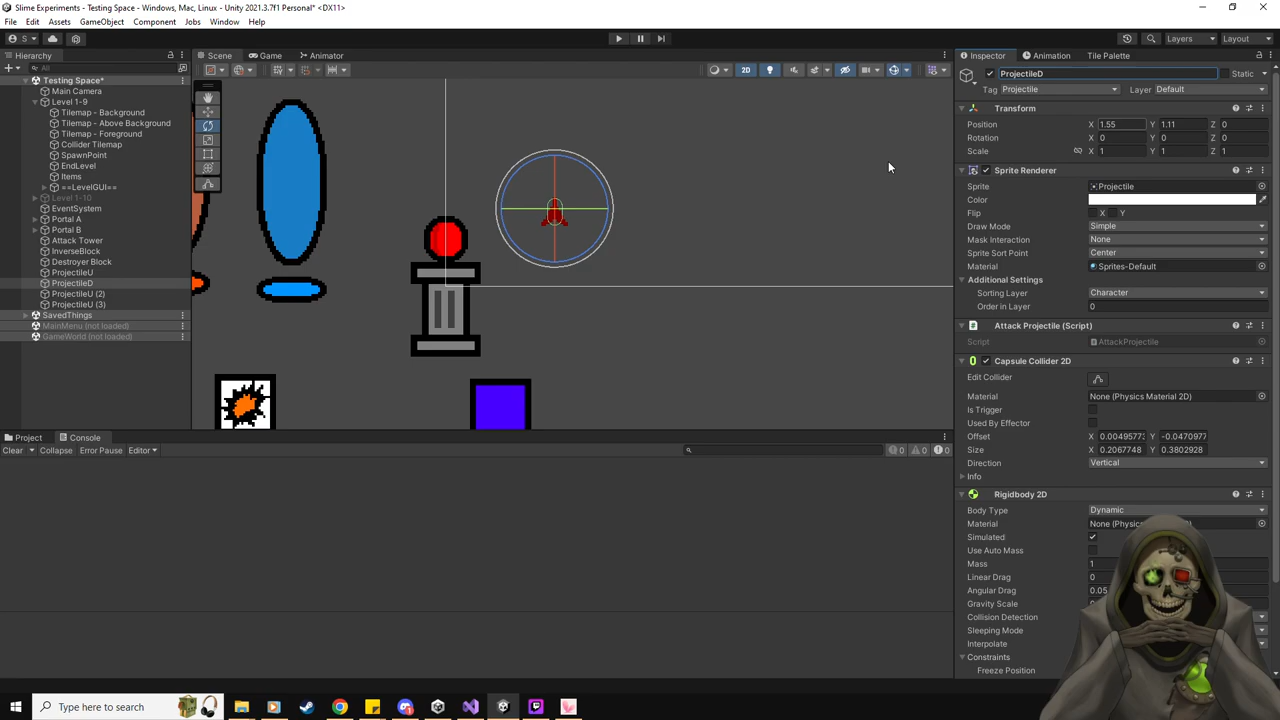 Slime Experiments - Testing Space - Windows, Mac, Linux - Unity 2021.3.7f1 Personal* <DX11>
File Edit Assets GameObject Component Jobs Window Help
S Layers Layout
Hierarchy Scene Game Animator Inspector Animation Tile Palette
All
2D
ProjectileD Static
Tag Projectile Layer Default
Testing Space*
Main Camera
Level 1-9
Tilemap - Background
Tilemap - Above Background
Tilemap - Foreground
Collider Tilemap
SpawnPoint
EndLevel
Items
==LevelGUI==
Level 1-10
EventSystem
Portal A
Portal B
Attack Tower
InverseBlock
Destroyer Block
ProjectileU
ProjectileD
ProjectileU (2)
ProjectileU (3)
SavedThings
MainMenu (not loaded)
GameWorld (not loaded)
Transform
Position X 1.55 Y 1.11 Z 0
Rotation X 0 Y 0 Z 0
Scale X 1 Y 1 Z 1
Sprite Renderer
Sprite Projectile
Color
Flip X Y
Draw Mode Simple
Mask Interaction None
Sprite Sort Point Center
Material Sprites-Default
Additional Settings
Sorting Layer Character
Order in Layer 0
Attack Projectile (Script)
Script AttackProjectile
Capsule Collider 2D
Edit Collider
Material None (Physics Material 2D)
Is Trigger
Used By Effector
Offset X 0.0049577 Y -0.0470977
Size X 0.2067748 Y 0.3802928
Direction Vertical
Info
Rigidbody 2D
Body Type Dynamic
Material None (Physics
Simulated
Use Auto Mass
Mass 1
Linear Drag 0
Angular Drag 0.05
Gravity Scale
Collision Detection
Sleeping Mode
Interpolate
Constraints
Freeze Position
Project Console
Clear Collapse Error Pause Editor 0 0 0
Type here to search